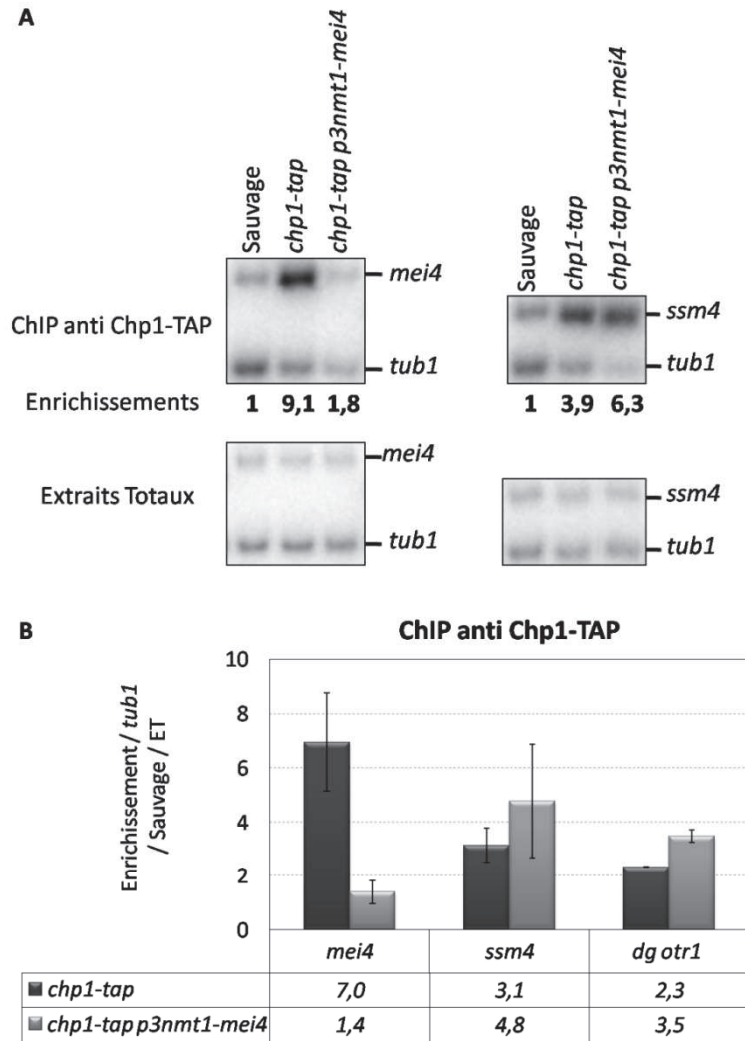 A
Sauvage
chp1-tap
chp1-tap p3nmt1-mei4
Sauvage
chp1-tap
chp1-tap p3nmt1-mei4
ChIP anti Chp1-TAP
mei4
tub1
ssm4
tub1
Enrichissements
1 9,1 1,8
1 3,9 6,3
Extraits Totaux
mei4
tub1
ssm4
tub1
B
ChIP anti Chp1-TAP
Enrichissement / tub1
/ Sauvage / ET
10
8
6
4
2
0
mei4 ssm4 dg otr1
chp1-tap 7,0 3,1 2,3
chp1-tap p3nmt1-mei4 1,4 4,8 3,5